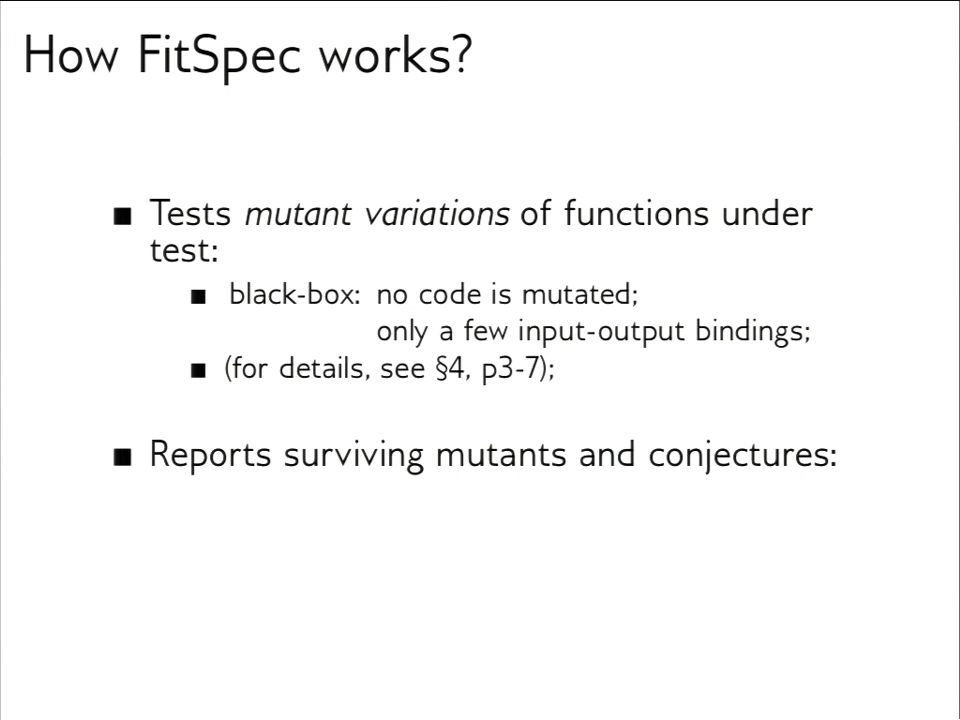 How FitSpec works?
■ Tests mutant variations of functions under
test:
■ black-box: no code is mutated;
only a few input-output bindings;
■ (for details, see §4, p3-7);
■ Reports surviving mutants and conjectures: